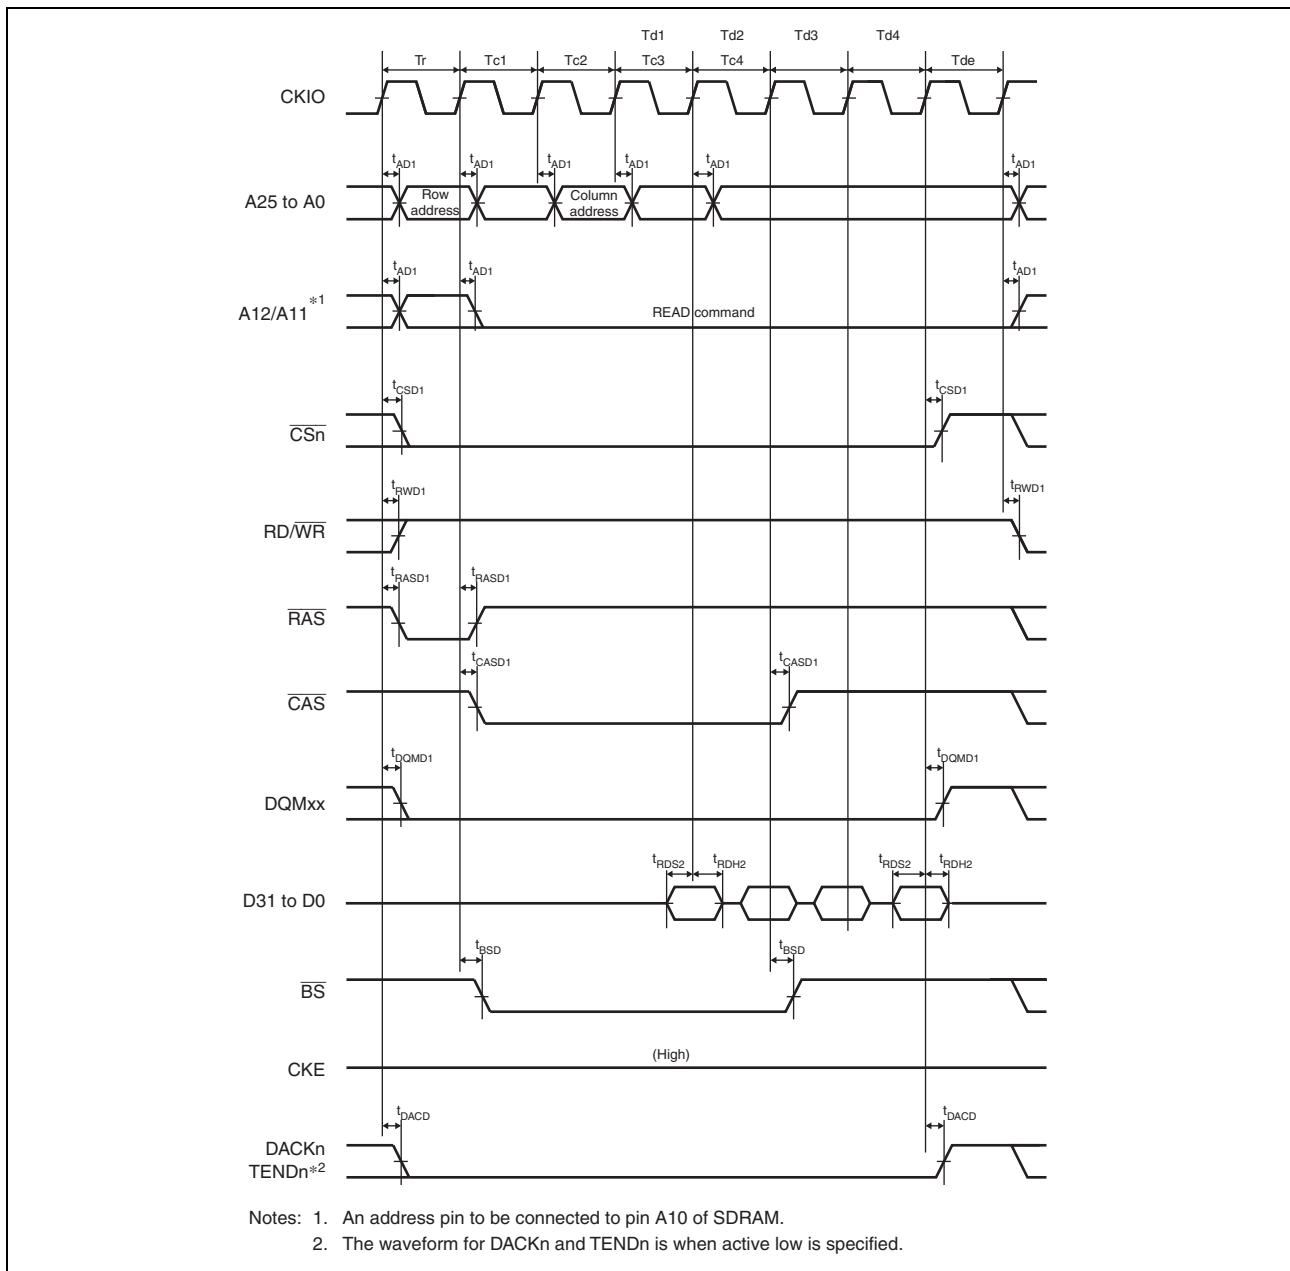 Td1 Td2 Td3 Td4
Tr Tc1 Tc2 Tc3 Tc4 Tde
CKIO
tAD1 tAD1 tAD1 tAD1 tAD1 tAD1
A25 to A0
Row address
Column address
tAD1 tAD1 tAD1
A12/A11 *1
READ command
tCSD1 tCSD1
CSn
tRWD1 tRWD1
RD/WR
tRASD1 tRASD1
RAS
tCASD1 tCASD1
CAS
tDQMD1 tDQMD1
DQMxx
tRDS2 tRDH2 tRDS2 tRDH2
D31 to D0
tBSD tBSD
BS
(High)
CKE
tDACD tDACD
DACKn
TENDn*2
Notes: 1. An address pin to be connected to pin A10 of SDRAM.
2. The waveform for DACKn and TENDn is when active low is specified.